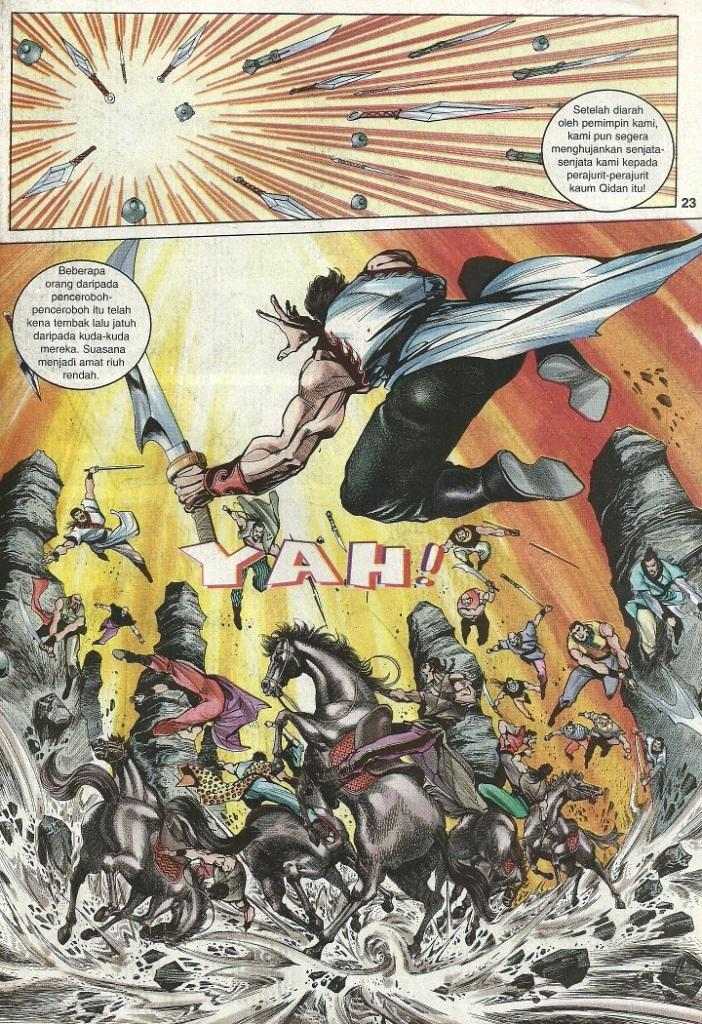 Setelah diarah
oleh pemimpin kami,
kami pun segera
menghujankan senjata-
senjata kami kepada
perajurit-perajurit
kaum Qidan itu!
23
Beberapa
orang daripada
penceroboh-
penceroboh itu telah
kena tembak lalu jatuh
daripada kuda-kuda
mereka. Suasana
menjadi amat riuh
rendah.
YAH!